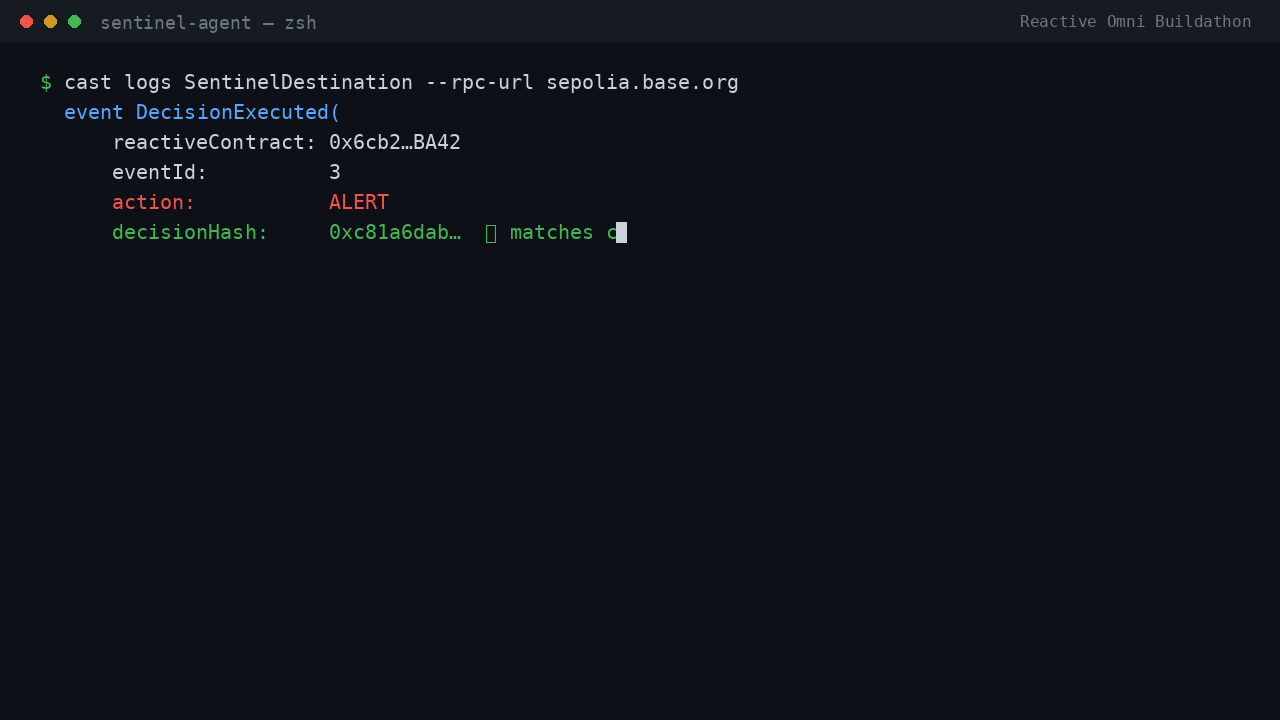 sentinel-agent — zsh
Reactive Omni Buildathon
$ cast logs SentinelDestination --rpc-url sepolia.base.org
event DecisionExecuted(
reactiveContract: 0x6cb2…BA42
eventId: 3
action: ALERT
decisionHash: 0xc81a6dab… ▯ matches c